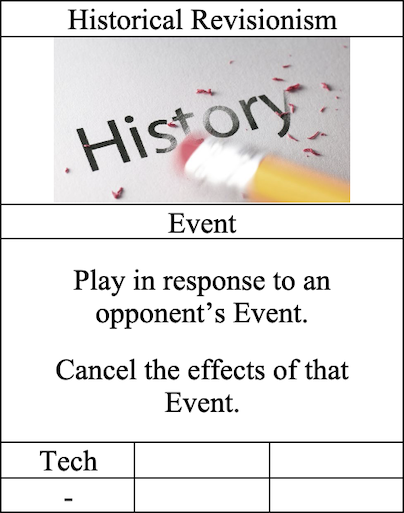 Historical Revisionism
History
Event
Play in response to an
opponent’s Event.
Cancel the effects of that
Event.
Tech
-